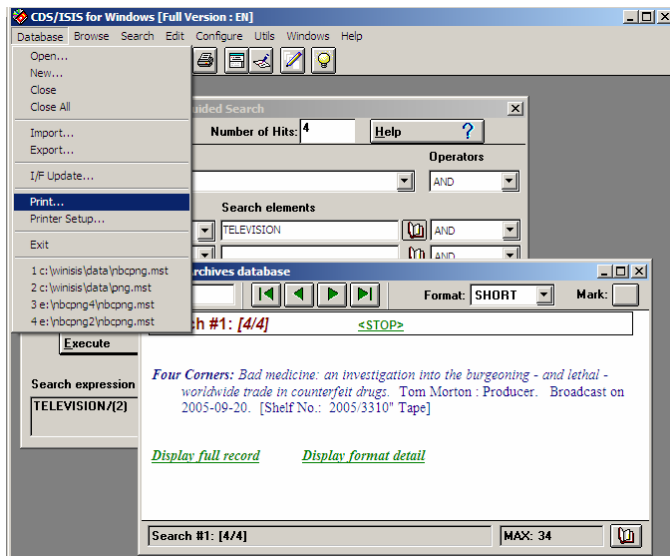 CDS/ISIS for Windows [Full Version : EN]
Database Browse Search Edit Configure Utils Windows Help
Open...
New...
Close
Close All
Import...
Export...
I/F Update...
Print...
Printer Setup...
Exit
1 c:\winisis\data\nbcpng.mst
2 c:\winisis\data\png.mst
3 e:\nbcpng4\nbcpng.mst
4 e:\nbcpng2\nbcpng.mst
uided Search
Number of Hits: 4 Help ?
Operators
AND
Search elements
TELEVISION AND
AND
Execute
Search expression
TELEVISION/(2)
rchives database
Format: SHORT Mark:
h #1: [4/4] <STOP>
Four Corners: Bad medicine: an investigation into the burgeoning - and lethal -
worldwide trade in counterfeit drugs. Tom Morton : Producer. Broadcast on
2005-09-20. [Shelf No.: 2005/3310" Tape]
Display full record Display format detail
Search #1: [4/4] MAX: 34